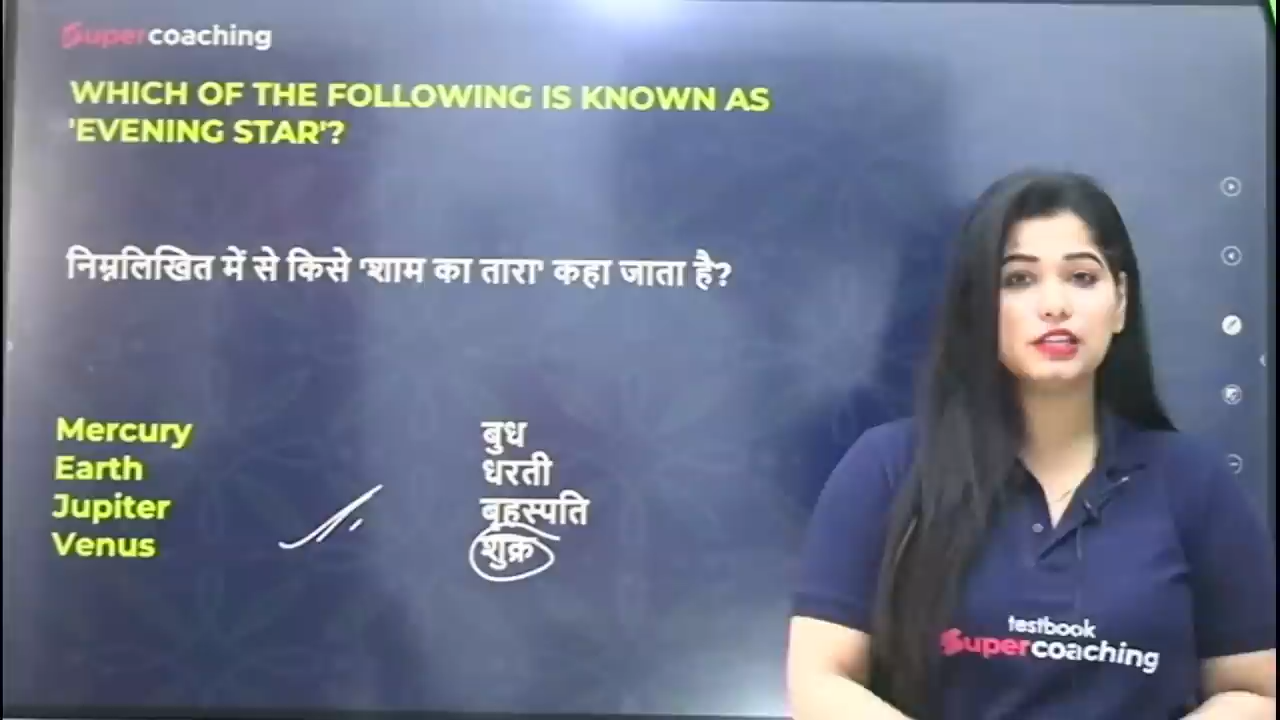 Supercoaching
WHICH OF THE FOLLOWING IS KNOWN AS
'EVENING STAR'?
निम्नलिखित में से किसे 'शाम का तारा' कहा जाता है?
Mercury
Earth
Jupiter
Venus
बुध
धरती
बृहस्पति
शुक्र
testbook
Supercoaching